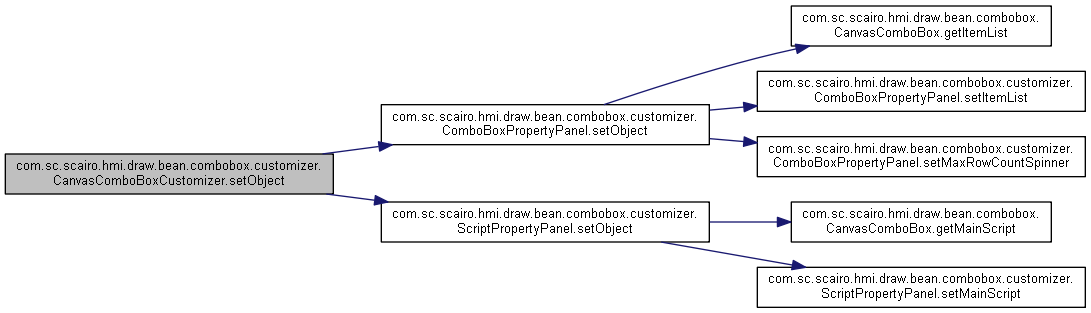 com.sc.scairo.hmi.draw.bean.combobox.
CanvasComboBox.getItemList
com.sc.scairo.hmi.draw.bean.combobox.customizer.
ComboBoxPropertyPanel.setItemList
com.sc.scairo.hmi.draw.bean.combobox.customizer.
ComboBoxPropertyPanel.setObject
com.sc.scairo.hmi.draw.bean.combobox.customizer.
ComboBoxPropertyPanel.setMaxRowCountSpinner
com.sc.scairo.hmi.draw.bean.combobox.customizer.
CanvasComboBoxCustomizer.setObject
com.sc.scairo.hmi.draw.bean.combobox.customizer.
ScriptPropertyPanel.setObject
com.sc.scairo.hmi.draw.bean.combobox.
CanvasComboBox.getMainScript
com.sc.scairo.hmi.draw.bean.combobox.customizer.
ScriptPropertyPanel.setMainScript